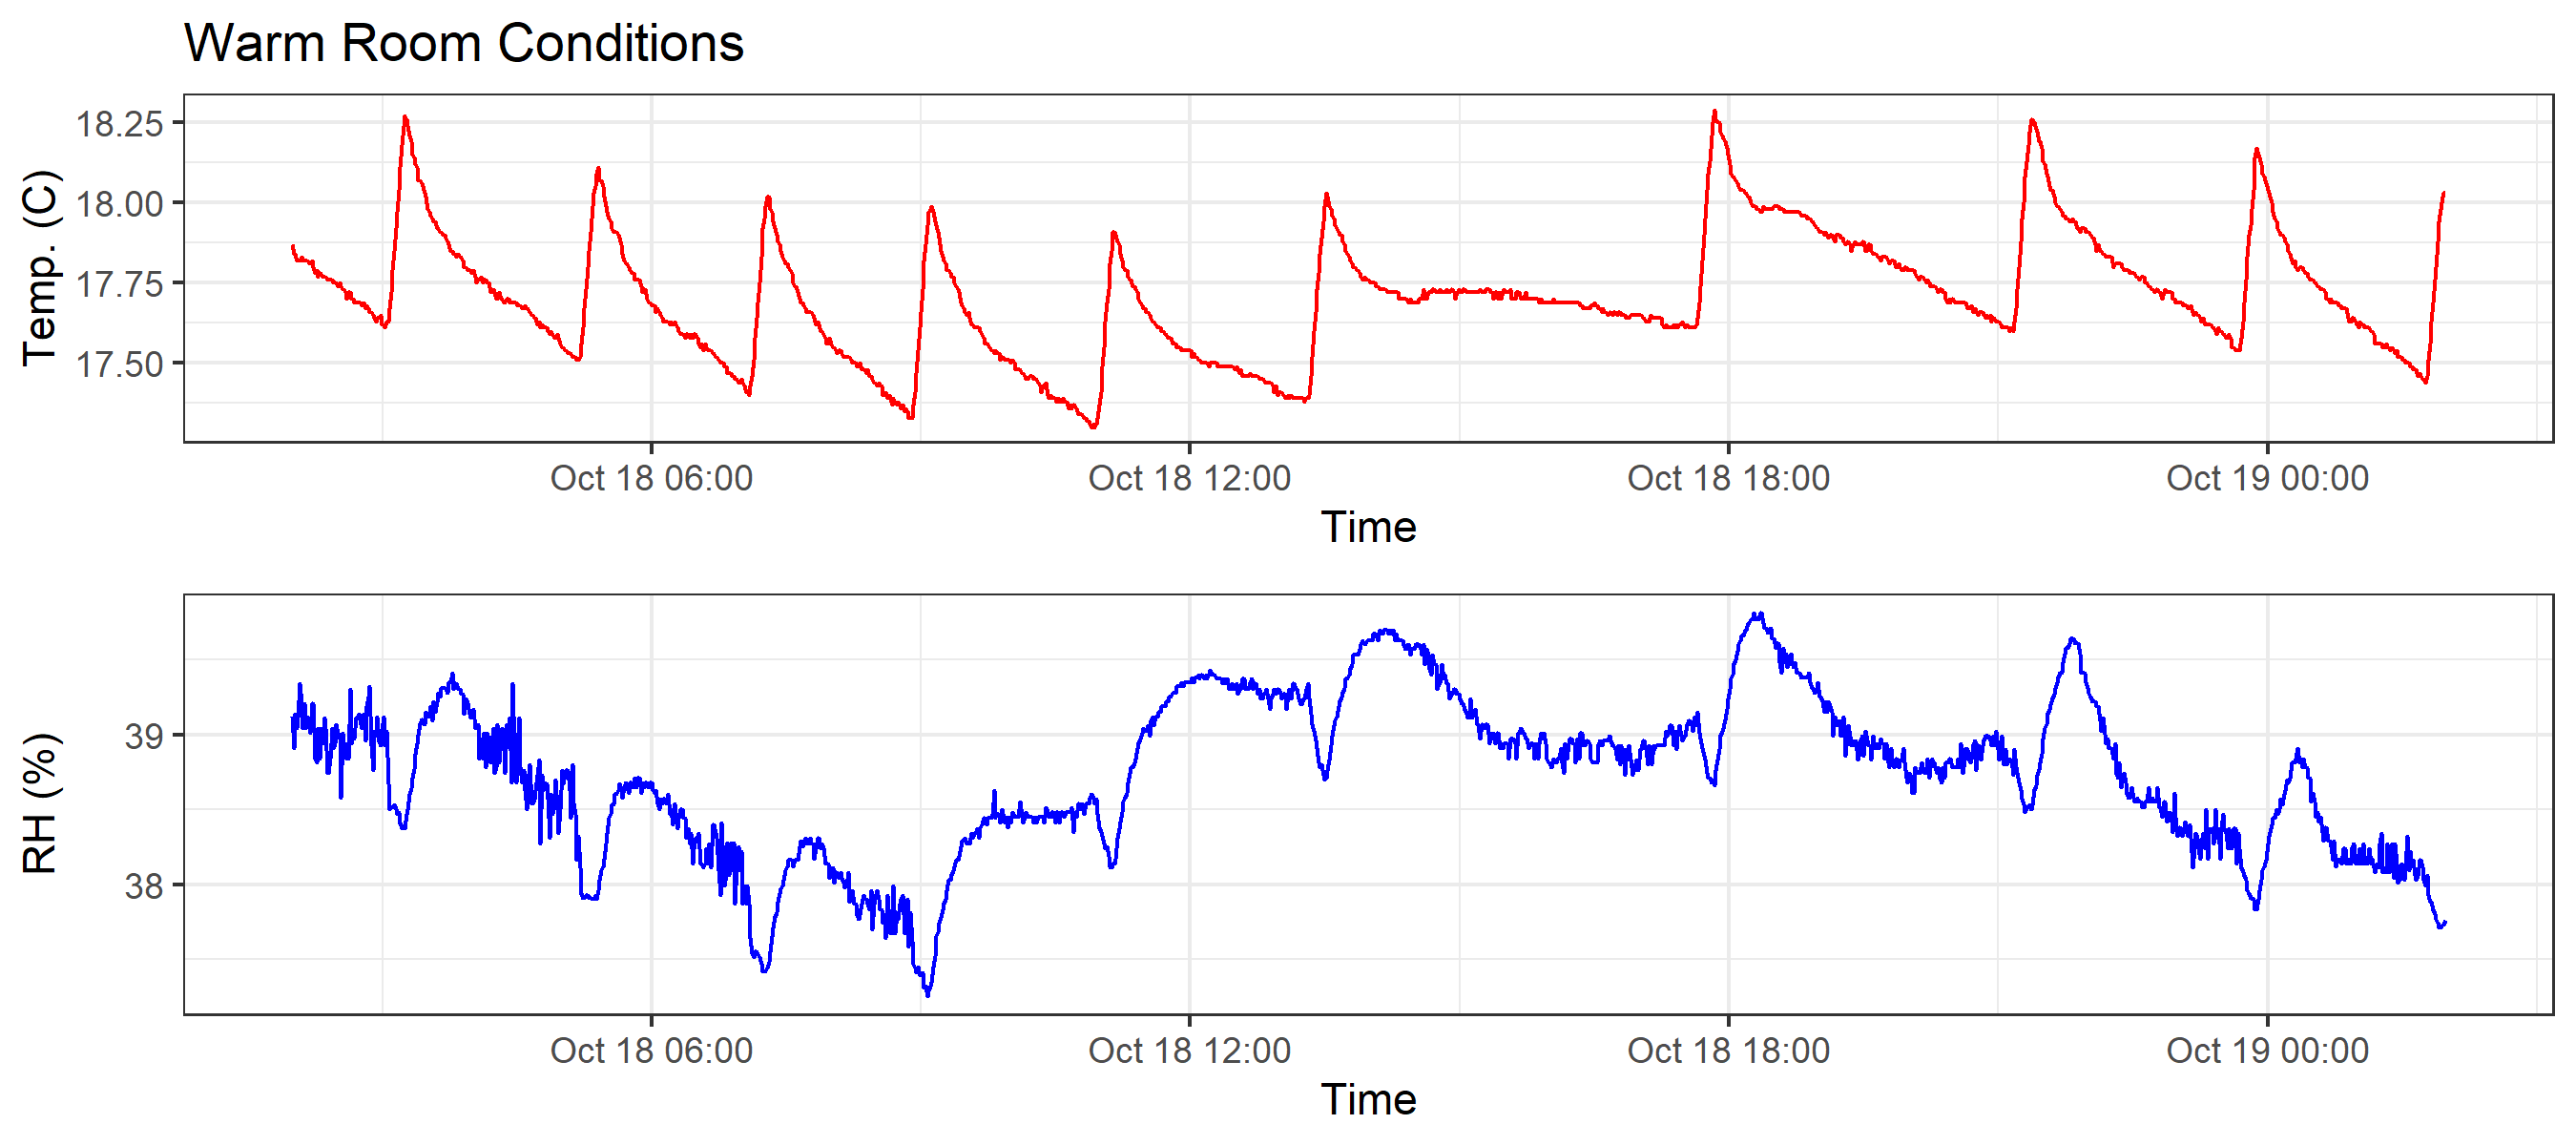 Warm Room Conditions
18.25
18.00
17.75
17.50
Temp. (C)
Oct 18 06:00 Oct 18 12:00 Oct 18 18:00 Oct 19 00:00
Time
39
38
RH (%)
Oct 18 06:00 Oct 18 12:00 Oct 18 18:00 Oct 19 00:00
Time